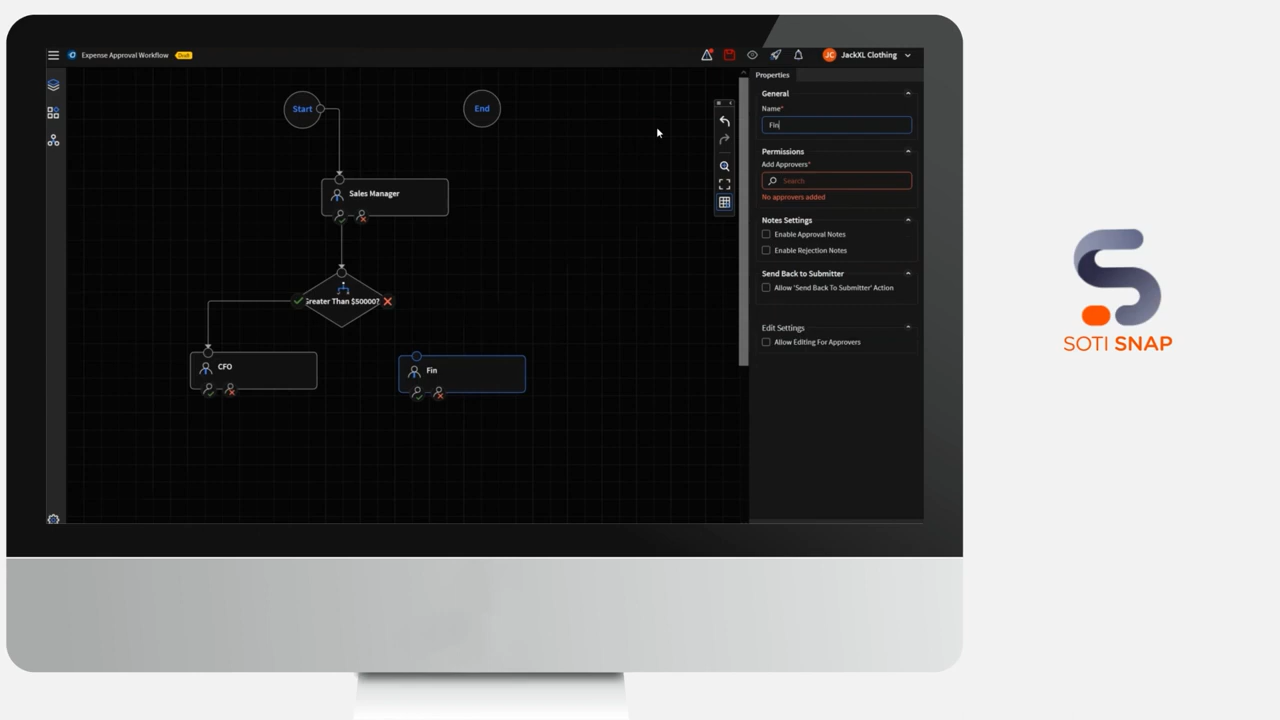 Expense Approval Workflow Draft
JC JackXL Clothing
Start
End
Sales Manager
Greater Than $50000?
CFO
Fin
Properties
General
Name*
Fin
Permissions
Add Approvers*
Search
No approvers added
Notes Settings
Enable Approval Notes
Enable Rejection Notes
Send Back to Submitter
Allow 'Send Back To Submitter' Action
Edit Settings
Allow Editing For Approvers
SOTI SNAP